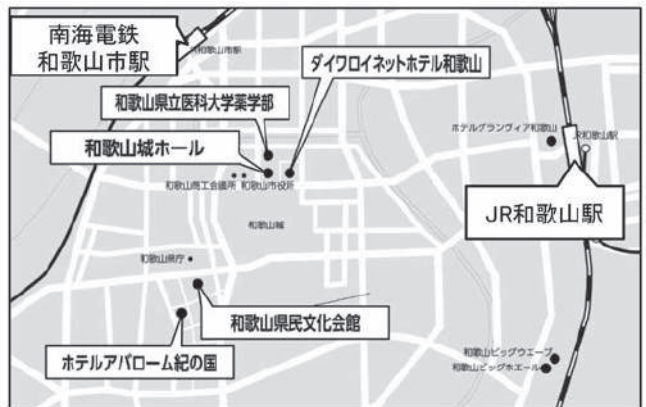 南海電鉄
和歌山市駅
和歌山市駅
ダイワロイネットホテル和歌山
和歌山県立医科大学薬学部
和歌山城ホール
ホテルグランヴィア和歌山
JR和歌山駅
和歌山商工会議所
和歌山市役所
JR和歌山駅
和歌山城
和歌山県庁
和歌山県民文化会館
ホテルアバローム紀の国
和歌山ビッグウエーブ
和歌山ビッグホエール